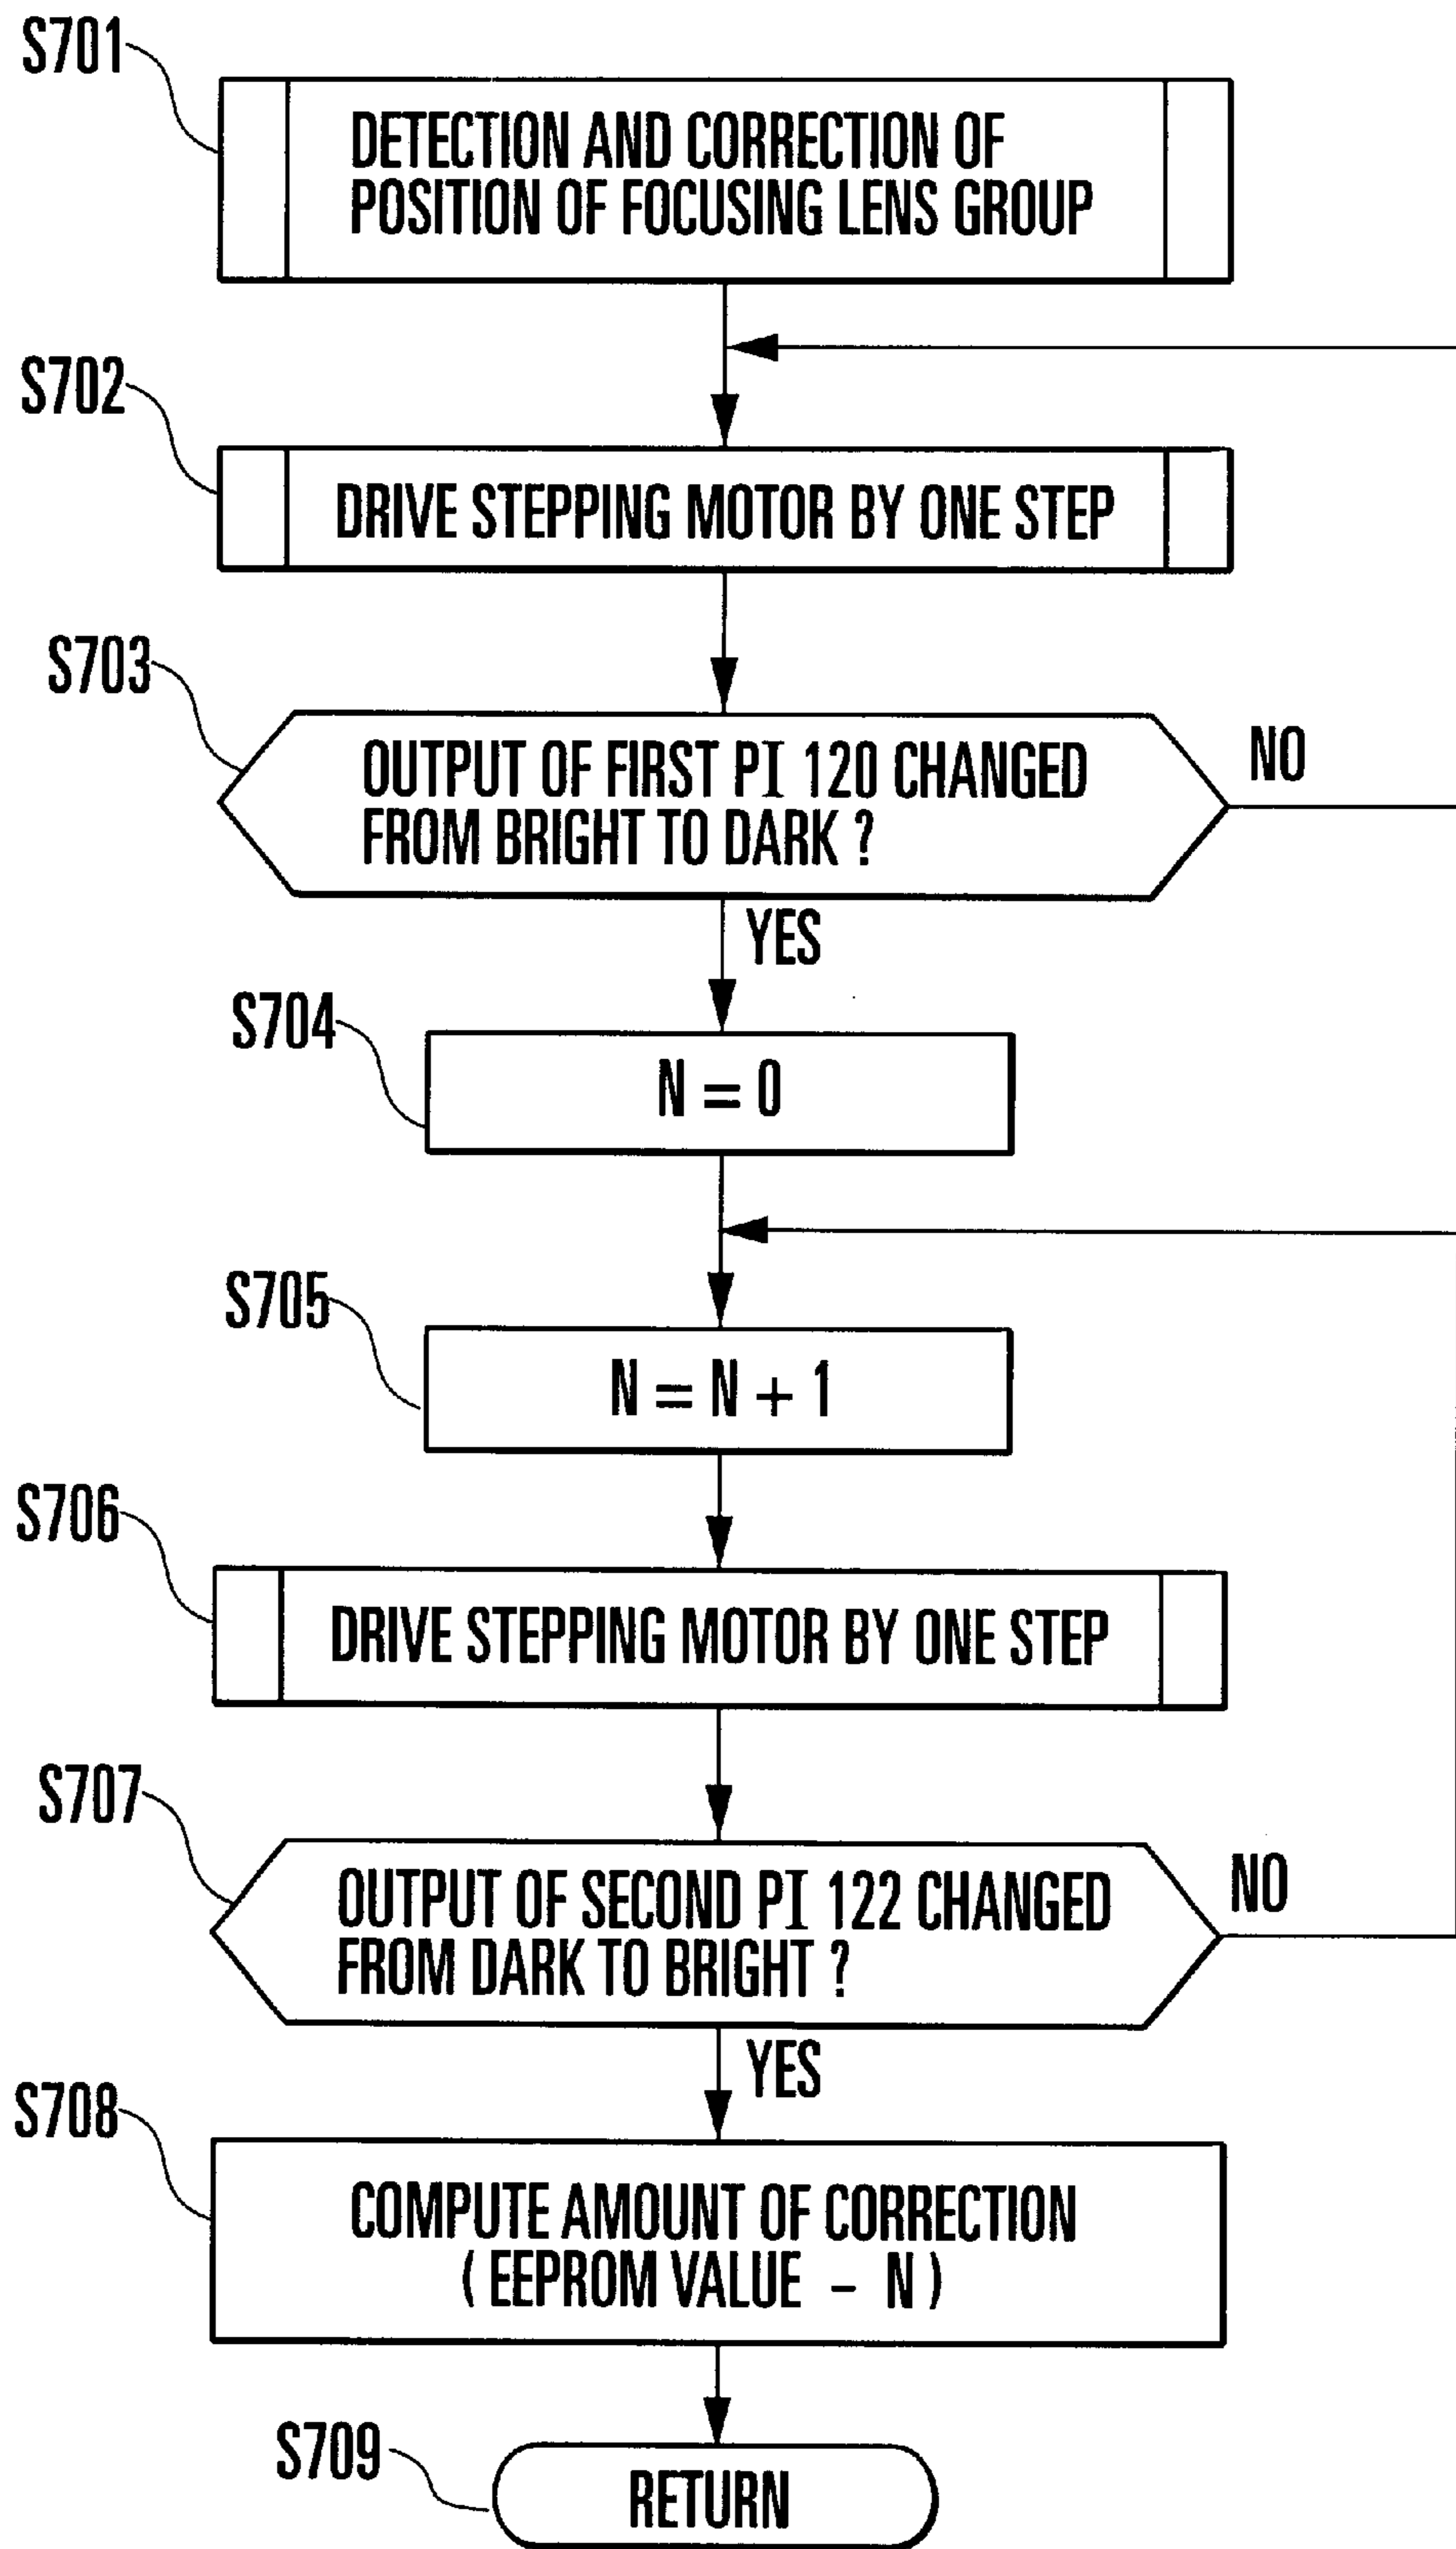 S701
DETECTION AND CORRECTION OF
POSITION OF FOCUSING LENS GROUP
S702
DRIVE STEPPING MOTOR BY ONE STEP
S703
OUTPUT OF FIRST PI 120 CHANGED
FROM BRIGHT TO DARK ?
NO
YES
S704
N = 0
S705
N = N + 1
S706
DRIVE STEPPING MOTOR BY ONE STEP
S707
OUTPUT OF SECOND PI 122 CHANGED
FROM DARK TO BRIGHT ?
NO
YES
S708
COMPUTE AMOUNT OF CORRECTION
( EEPROM VALUE - N )
S709
RETURN